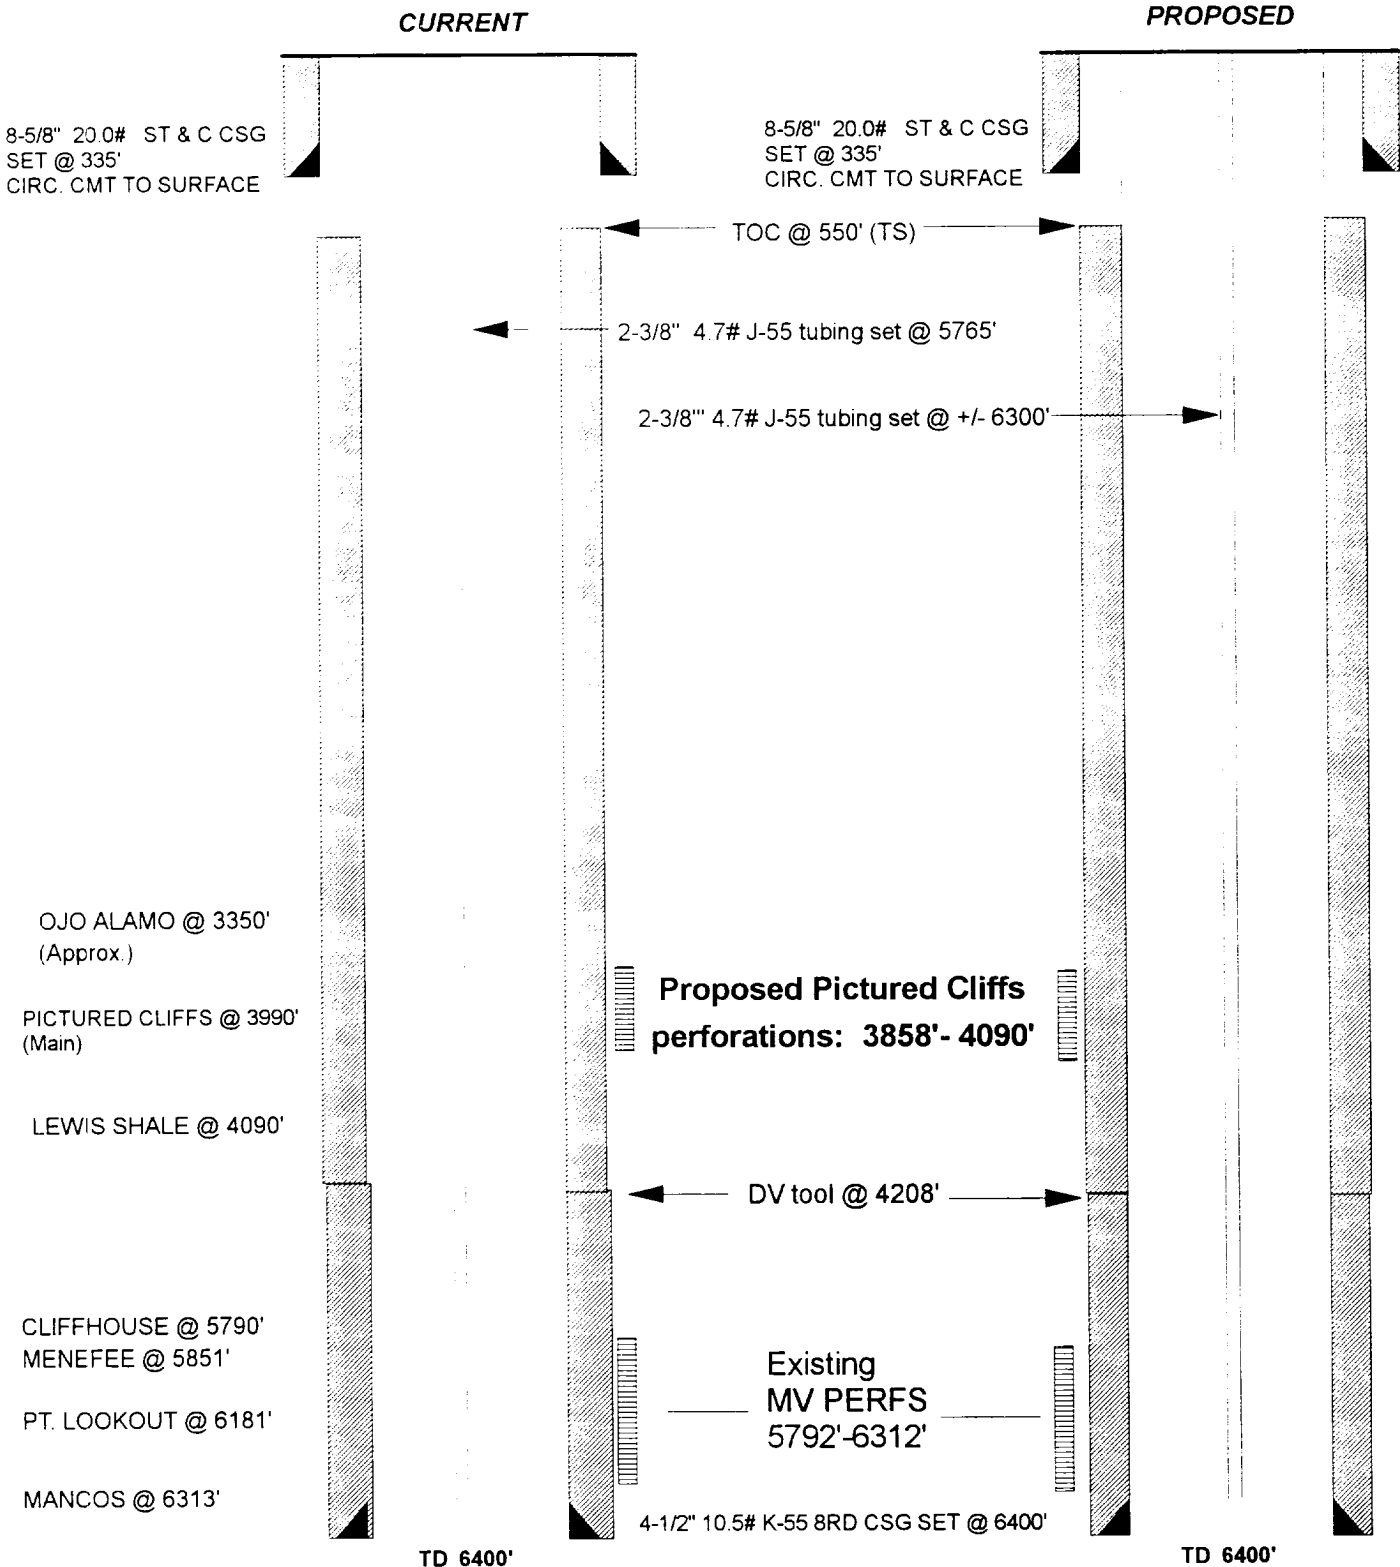 CURRENT
PROPOSED
8-5/8" 20.0# ST & C CSG
SET @ 335'
CIRC. CMT TO SURFACE
8-5/8" 20.0# ST & C CSG
SET @ 335'
CIRC. CMT TO SURFACE
TOC @ 550' (TS)
2-3/8" 4.7# J-55 tubing set @ 5765'
2-3/8"' 4.7# J-55 tubing set @ +/- 6300'
OJO ALAMO @ 3350'
(Approx.)
Proposed Pictured Cliffs
perforations: 3858'- 4090'
PICTURED CLIFFS @ 3990'
(Main)
LEWIS SHALE @ 4090'
DV tool @ 4208'
CLIFFHOUSE @ 5790'
MENEFEE @ 5851'
PT. LOOKOUT @ 6181'
MANCOS @ 6313'
Existing
MV PERFS
5792'-6312'
4-1/2" 10.5# K-55 8RD CSG SET @ 6400'
TD 6400'
TD 6400'